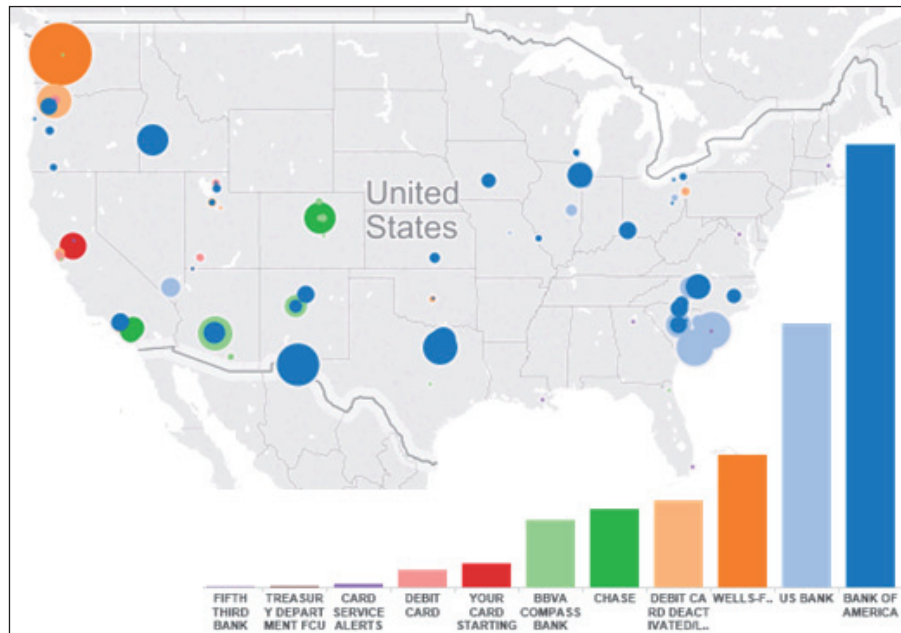 United
States
FIFTH
THIRD
BANK
TREASUR
Y DEPART
MENT FCU
CARD
SERVICE
ALERTS
DEBIT
CARD
YOUR
CARD
STARTING
BBVA
COMPASS
BANK
CHASE
DEBIT CA
RD DEACT
IVATED/L..
WELLS-F..
US BANK
BANK OF
AMERICA